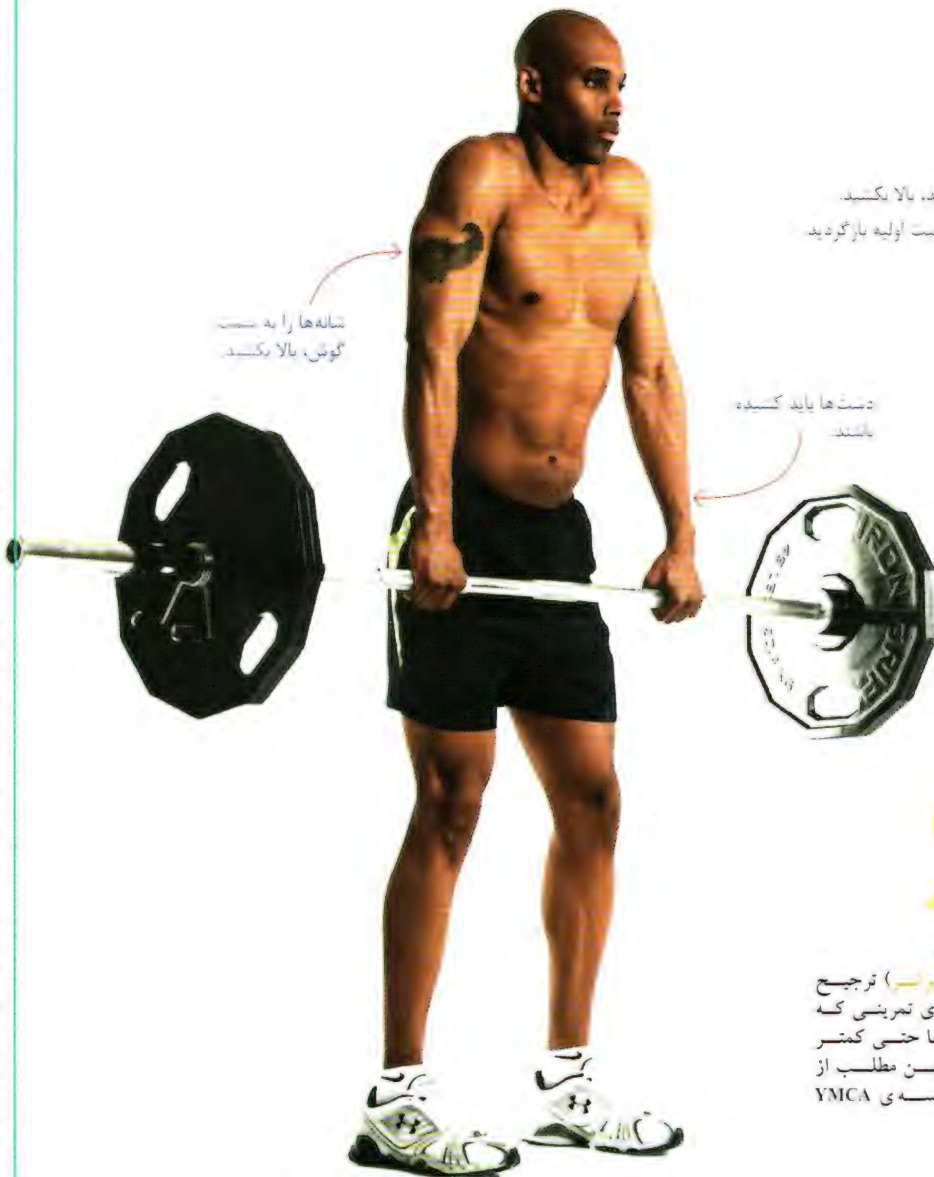 بالا بکشید.
اولیه بازگردید
شانه‌ها را به سمت
گوش، بالا بکشید.
دست‌ها باید کشیده
باشند.
IRON GRIP
ترجیح
تمرینی که
حتی کمتر
مطلب از
YMCA